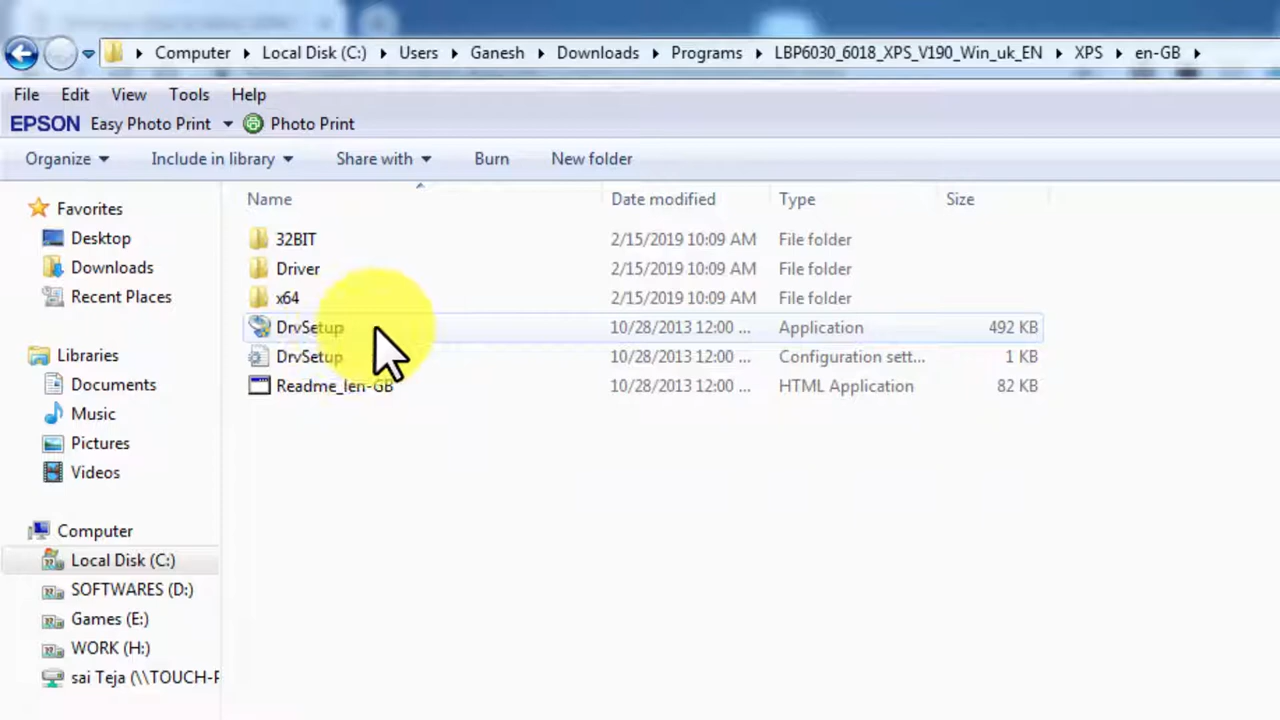 Computer Local Disk (C:) Users Ganesh Downloads Programs LBP6030_6018_XPS_V190_Win_uk_EN XPS en-GB
File Edit View Tools Help
EPSON Easy Photo Print Photo Print
Organize Include in library Share with Burn New folder
Name Date modified Type Size
32BIT 2/15/2019 10:09 AM File folder
Driver 2/15/2019 10:09 AM File folder
x64 2/15/2019 10:09 AM File folder
DrvSetup 10/28/2013 12:00 ... Application 492 KB
DrvSetup 10/28/2013 12:00 ... Configuration sett... 1 KB
Readme_len-GB 10/28/2013 12:00 ... HTML Application 82 KB
Favorites
Desktop
Downloads
Recent Places
Libraries
Documents
Music
Pictures
Videos
Computer
Local Disk (C:)
SOFTWARES (D:)
Games (E:)
WORK (H:)
sai Teja (\\TOUCH-P